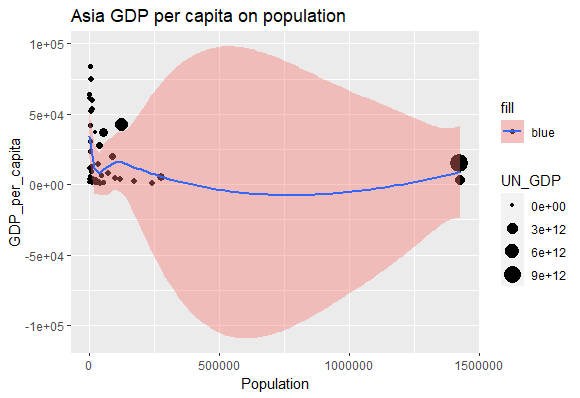 Asia GDP per capita on population
GDP_per_capita
1e+05
5e+04
0e+00
-5e+04
-1e+05
0
500000
1000000
1500000
Population
fill
blue
UN_GDP
0e+00
3e+12
6e+12
9e+12